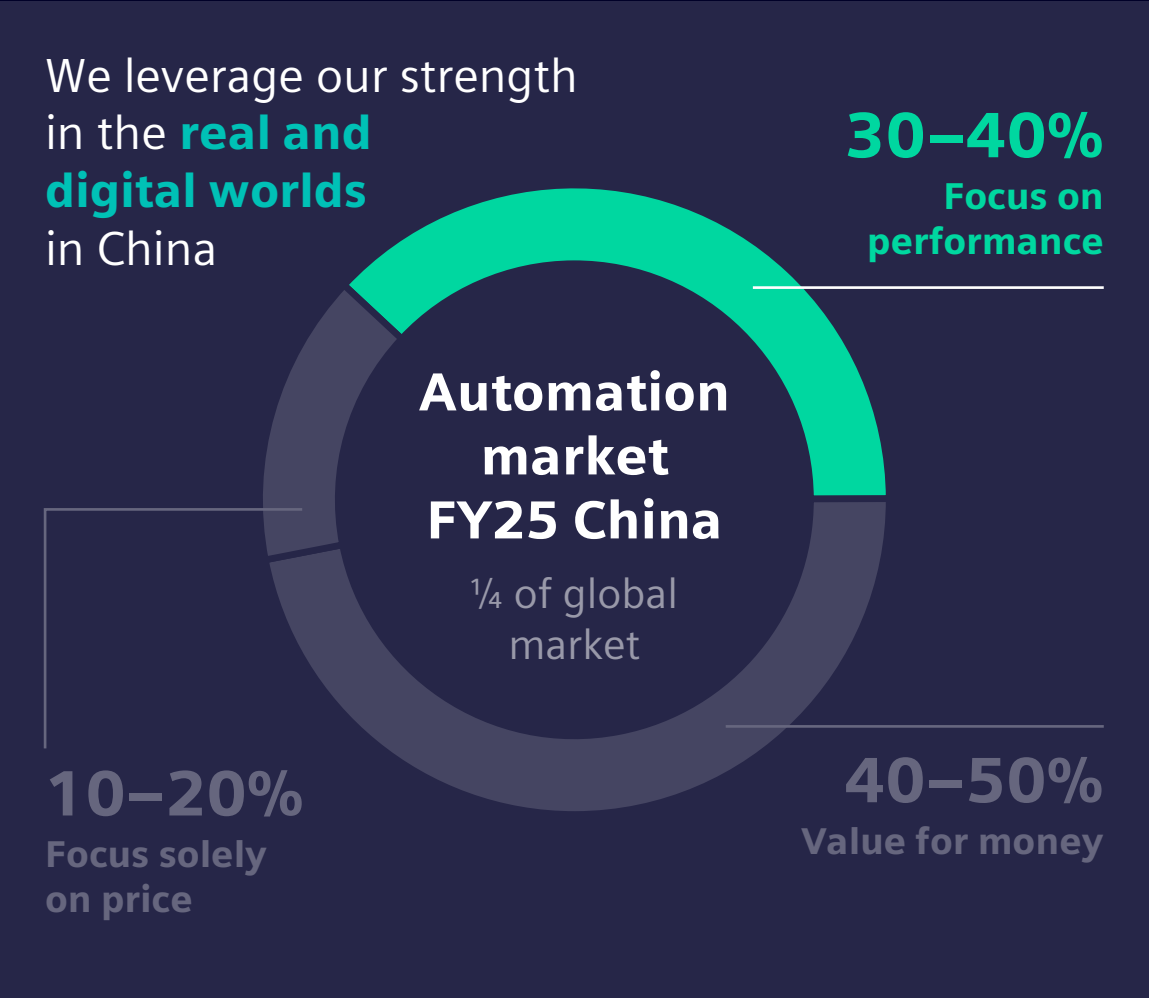 We leverage our strength
in the real and
digital worlds
in China
30–40%
Focus on
performance
Automation
market
FY25 China
¼ of global
market
10–20%
Focus solely
on price
40–50%
Value for money